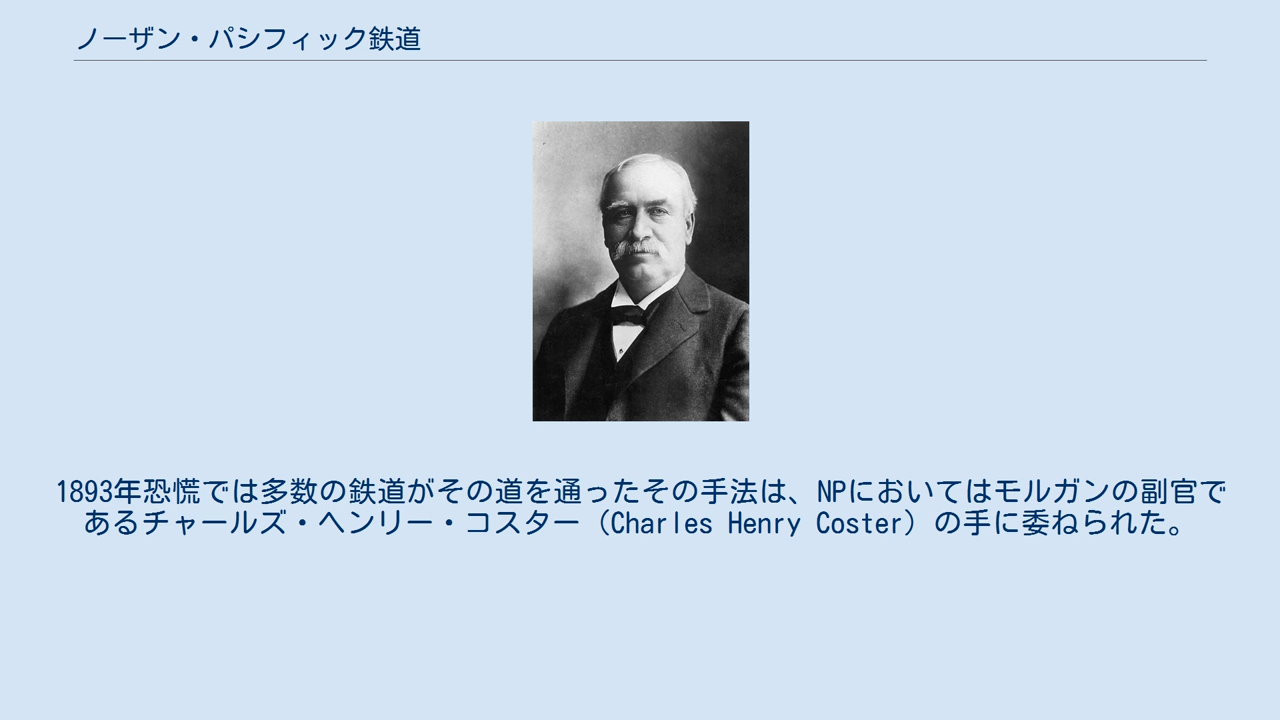 ノーザン・パシフィック鉄道
1893年恐慌では多数の鉄道がその道を通ったその手法は、NPにおいてはモルガンの副官で
あるチャールズ・ヘンリー・コスター（Charles Henry Coster）の手に委ねられた。